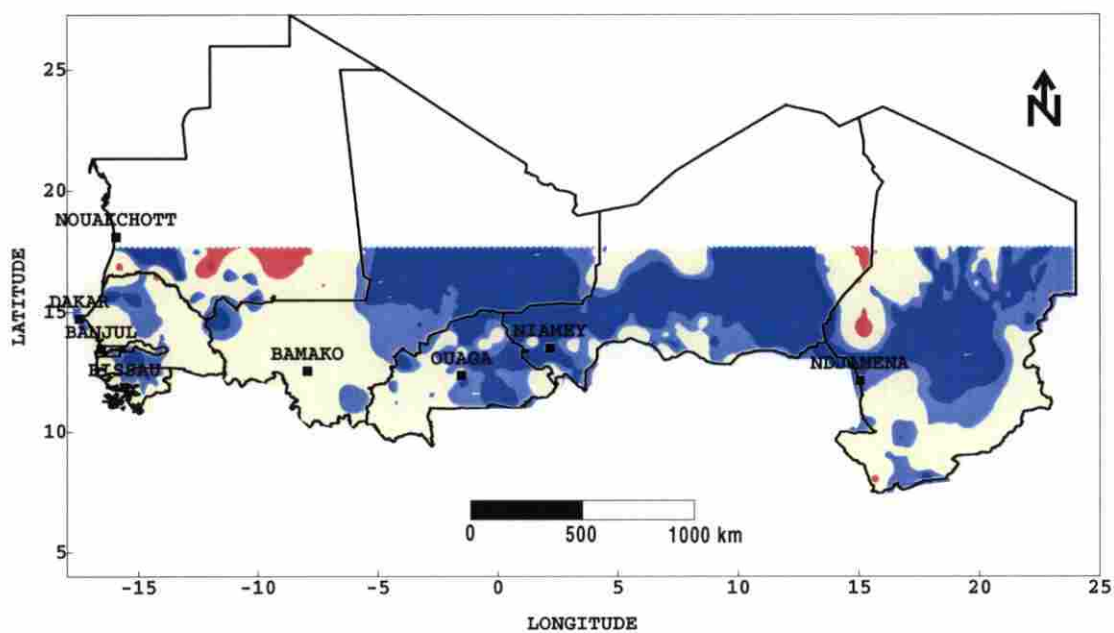 25
N
20
NOUAKCHOTT
LATITUDE
15
DAKAR
BANJUL
NIAMEY
BAMAKO
OUAGA
NDJAMENA
BISSAU
10
0
500
1000 km
5
-15
-10
-5
0
5
10
15
20
25
LONGITUDE